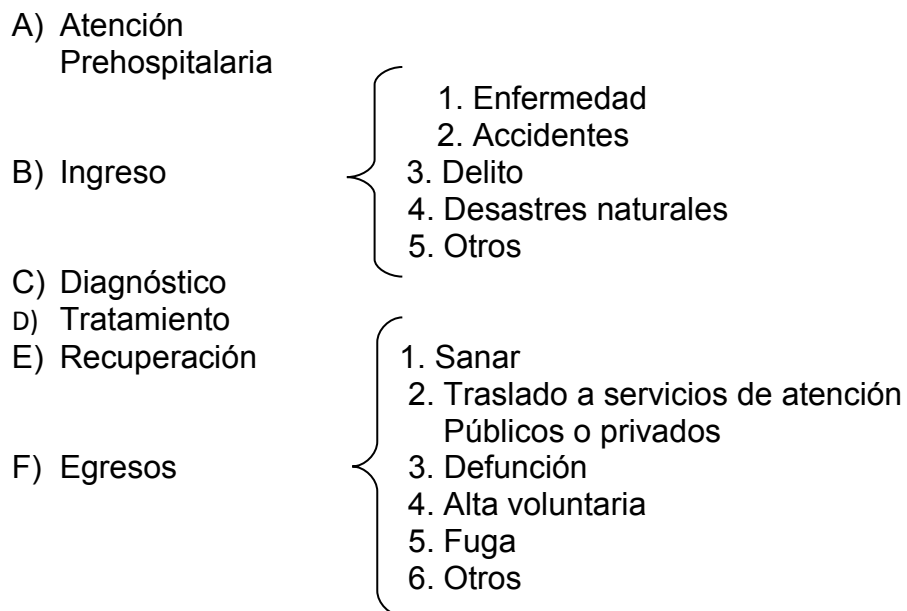 A) Atención
Prehospitalaria
1. Enfermedad
2. Accidentes
B) Ingreso
3. Delito
4. Desastres naturales
5. Otros
C) Diagnóstico
D) Tratamiento
E) Recuperación
1. Sanar
2. Traslado a servicios de atención
Públicos o privados
F) Egresos
3. Defunción
4. Alta voluntaria
5. Fuga
6. Otros